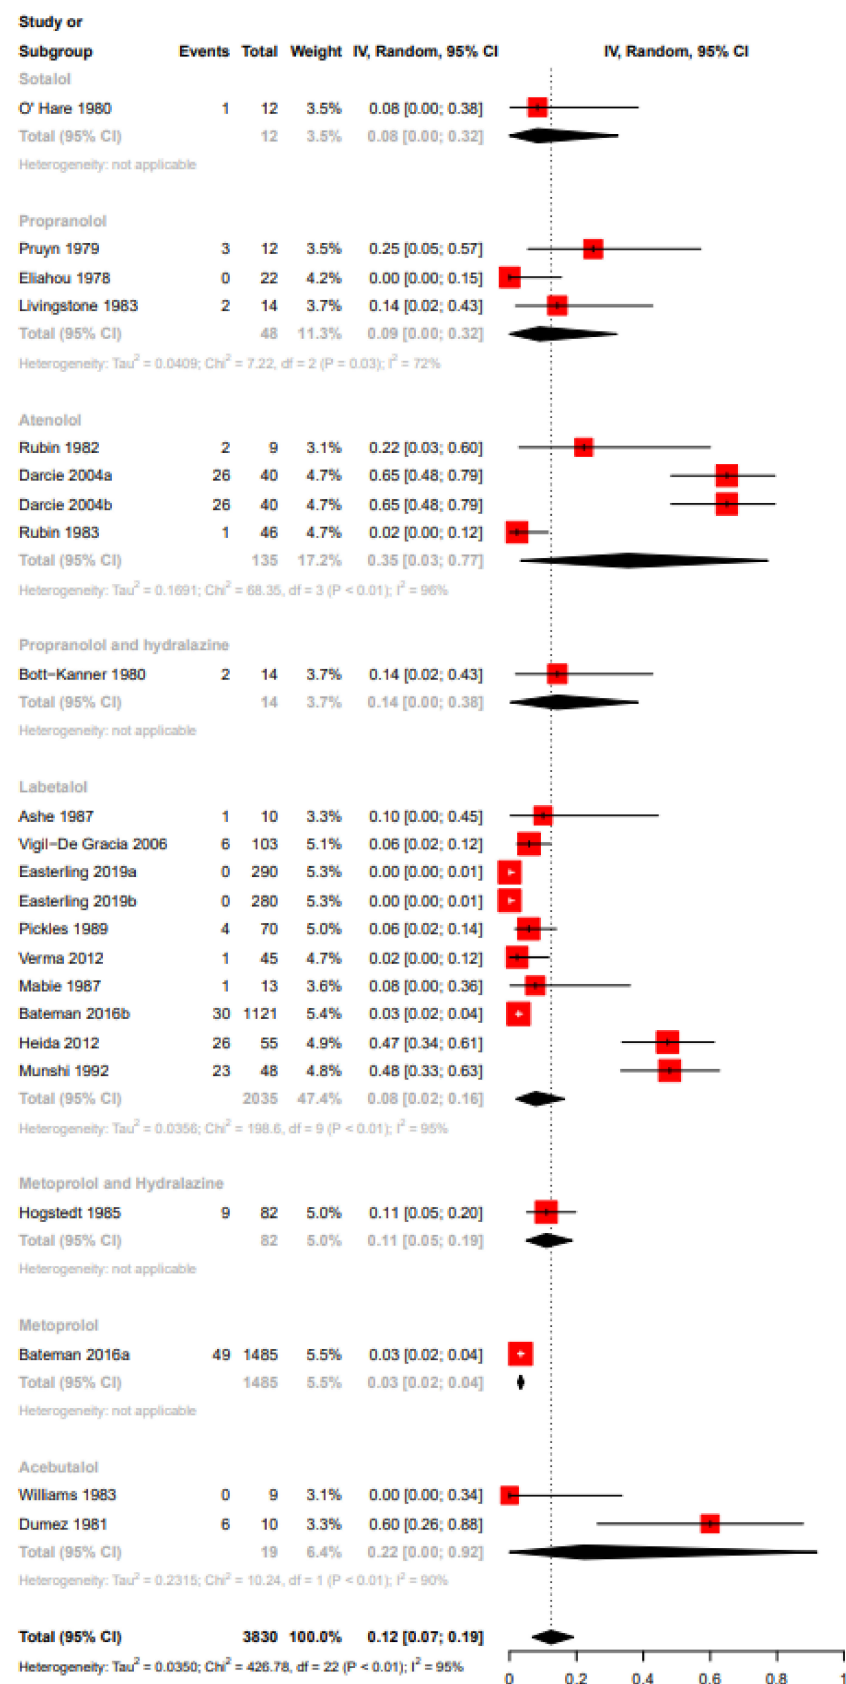 Study or
Subgroup Events Total Weight IV, Random, 95% CI IV, Random, 95% CI
Sotalol
O' Hare 1980 1 12 3.5% 0.08 [0.00; 0.38]
Total (95% CI) 12 3.5% 0.08 [0.00; 0.32]
Heterogeneity: not applicable
Propranolol
Pruyn 1979 3 12 3.5% 0.25 [0.05; 0.57]
Eliahou 1978 0 22 4.2% 0.00 [0.00; 0.15]
Livingstone 1983 2 14 3.7% 0.14 [0.02; 0.43]
Total (95% CI) 48 11.3% 0.09 [0.00; 0.32]
Heterogeneity: Tau² = 0.0409; Chi² = 7.22, df = 2 (P = 0.03); I² = 72%
Atenolol
Rubin 1982 2 9 3.1% 0.22 [0.03; 0.60]
Darcie 2004a 26 40 4.7% 0.65 [0.48; 0.79]
Darcie 2004b 26 40 4.7% 0.65 [0.48; 0.79]
Rubin 1983 1 46 4.7% 0.02 [0.00; 0.12]
Total (95% CI) 135 17.2% 0.35 [0.03; 0.77]
Heterogeneity: Tau² = 0.1691; Chi² = 68.35, df = 3 (P < 0.01); I² = 96%
Propranolol and hydralazine
Bott−Kanner 1980 2 14 3.7% 0.14 [0.02; 0.43]
Total (95% CI) 14 3.7% 0.14 [0.00; 0.38]
Heterogeneity: not applicable
Labetalol
Ashe 1987 1 10 3.3% 0.10 [0.00; 0.45]
Vigil−De Gracia 2006 6 103 5.1% 0.06 [0.02; 0.12]
Easterling 2019a 0 290 5.3% 0.00 [0.00; 0.01]
Easterling 2019b 0 280 5.3% 0.00 [0.00; 0.01]
Pickles 1989 4 70 5.0% 0.06 [0.02; 0.14]
Verma 2012 1 45 4.7% 0.02 [0.00; 0.12]
Mabie 1987 1 13 3.6% 0.08 [0.00; 0.36]
Bateman 2016b 30 1121 5.4% 0.03 [0.02; 0.04]
Heida 2012 26 55 4.9% 0.47 [0.34; 0.61]
Munshi 1992 23 48 4.8% 0.48 [0.33; 0.63]
Total (95% CI) 2035 47.4% 0.08 [0.02; 0.16]
Heterogeneity: Tau² = 0.0356; Chi² = 198.6, df = 9 (P < 0.01); I² = 95%
Metoprolol and Hydralazine
Hogstedt 1985 9 82 5.0% 0.11 [0.05; 0.20]
Total (95% CI) 82 5.0% 0.11 [0.05; 0.19]
Heterogeneity: not applicable
Metoprolol
Bateman 2016a 49 1485 5.5% 0.03 [0.02; 0.04]
Total (95% CI) 1485 5.5% 0.03 [0.02; 0.04]
Heterogeneity: not applicable
Acebutalol
Williams 1983 0 9 3.1% 0.00 [0.00; 0.34]
Dumez 1981 6 10 3.3% 0.60 [0.26; 0.88]
Total (95% CI) 19 6.4% 0.22 [0.00; 0.92]
Heterogeneity: Tau² = 0.2315; Chi² = 10.24, df = 1 (P < 0.01); I² = 90%
Total (95% CI) 3830 100.0% 0.12 [0.07; 0.19]
Heterogeneity: Tau² = 0.0350; Chi² = 426.78, df = 22 (P < 0.01); I² = 95%
0 0.2 0.4 0.6 0.8 1